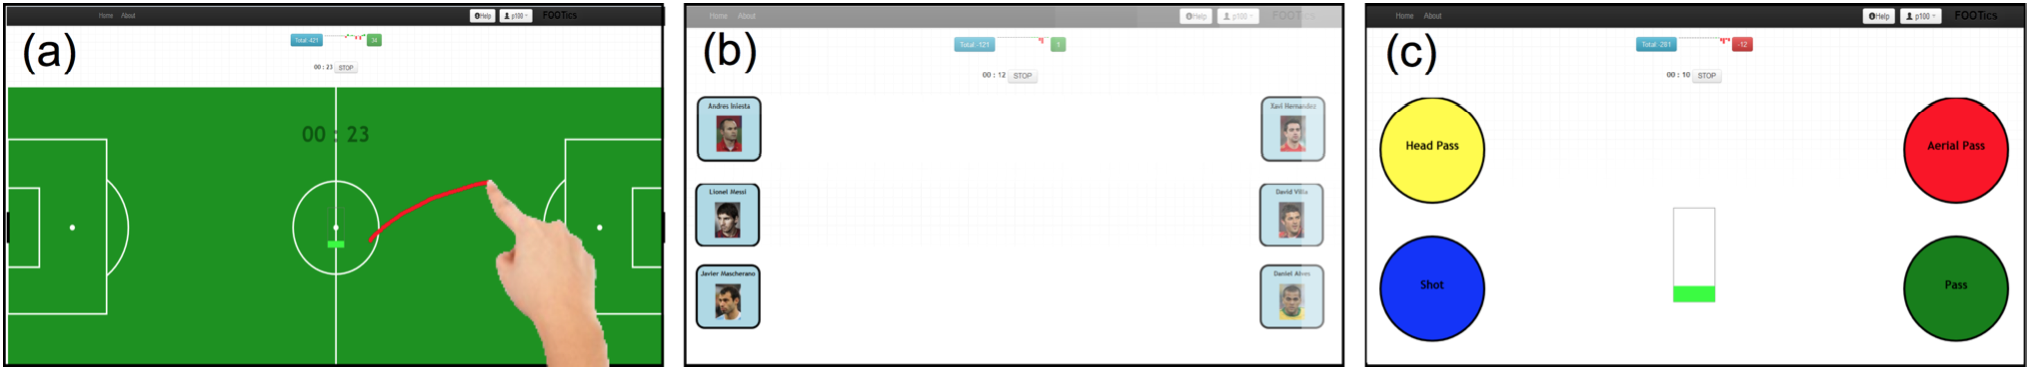 (a)
Home About
Help p100 FOOTics
Total: 421 34
00 : 23 STOP
00 : 23
(b)
Home About
Help p100 FOOTics
Total: -121 1
00 : 12 STOP
Andres Iniesta
Xavi Hernandez
Lionel Messi
David Villa
Javier Mascherano
Daniel Alves
(c)
Home About
Help p100 FOOTics
Total: -281 -12
00 : 10 STOP
Head Pass
Aerial Pass
Shot
Pass